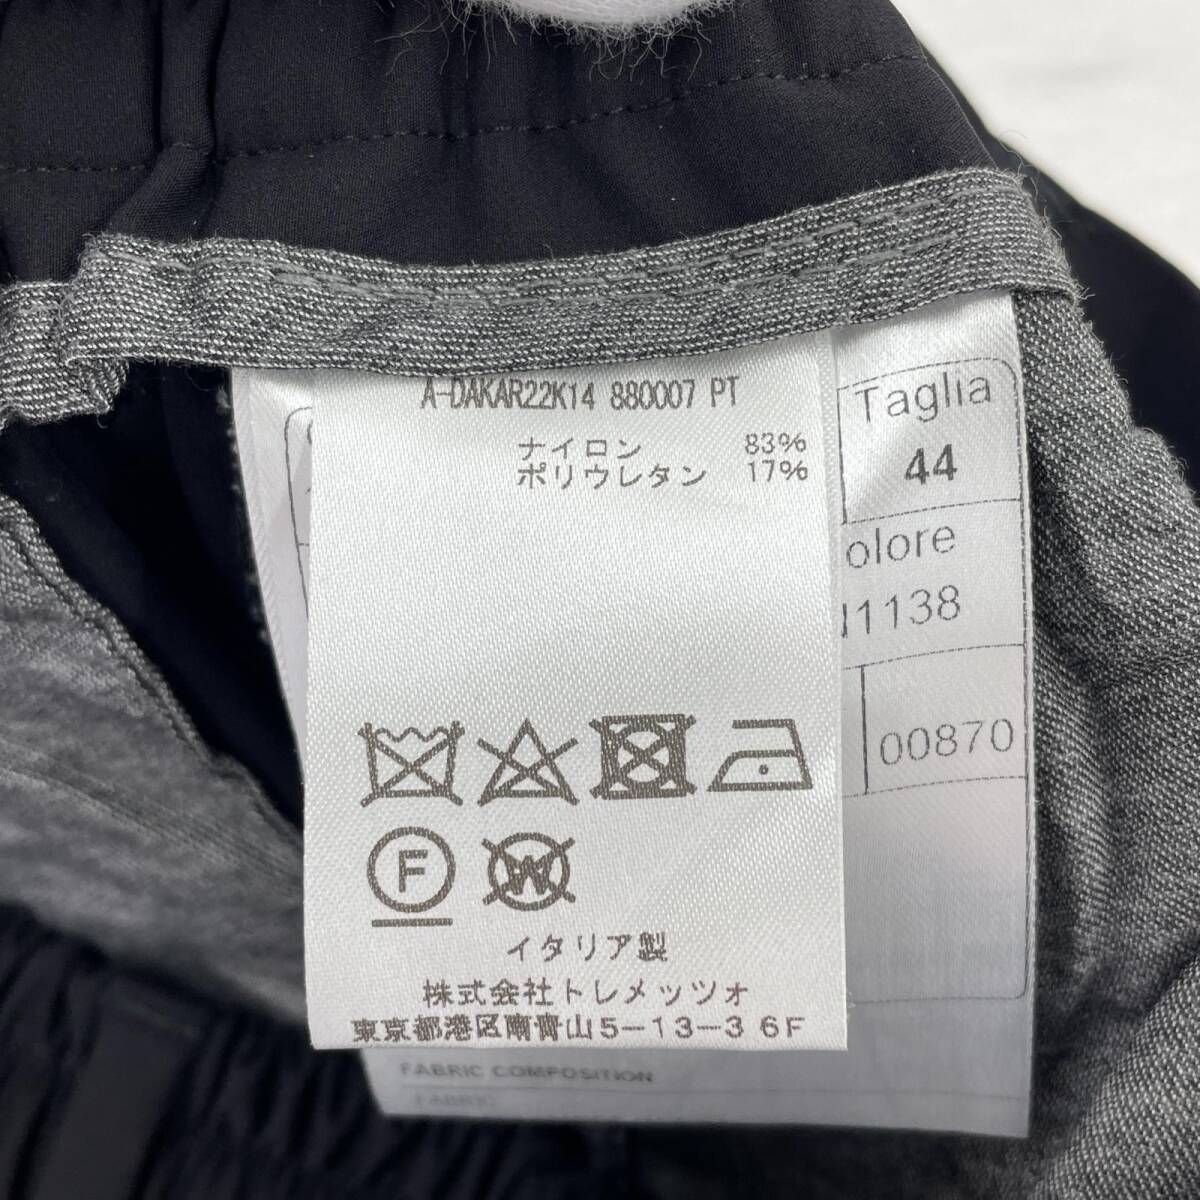 A-DAKAR22K14 880007 PT
ナイロン 83%
ポリウレタン 17%
Taglia
44
olore
1138
00870
F
W
イタリア製
株式会社トレメッツォ
東京都港区南青山5-13-3 6F
FABRIC COMPOSITION
FABRIC